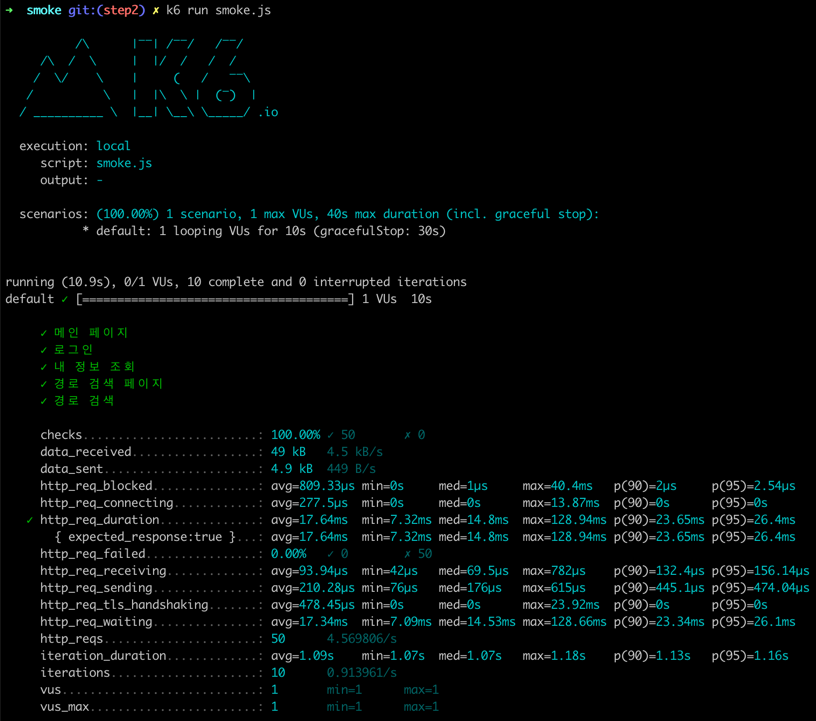 → smoke git:(step2) ✗ k6 run smoke.js
          /\      |‾‾| /‾‾/   /‾‾/
     /\  /  \     |  |/  /   /  /
    /  \/    \    |     (   /   ‾‾\
   /          \   |  |\  \ |  (‾)  |
  / __________ \  |__| \__\ \_____/ .io
execution: local
script: smoke.js
output: -
scenarios: (100.00%) 1 scenario, 1 max VUs, 40s max duration (incl. graceful stop):
* default: 1 looping VUs for 10s (gracefulStop: 30s)
running (10.9s), 0/1 VUs, 10 complete and 0 interrupted iterations
default ✓ [======================================] 1 VUs  10s
✓ 메인 페이지
✓ 로그인
✓ 내 정보 조회
✓ 경로 검색 페이지
✓ 경로 검색
checks.........................: 100.00% ✓ 50 ✗ 0
data_received..................: 49 kB 4.5 kB/s
data_sent......................: 4.9 kB 449 B/s
http_req_blocked...............: avg=809.33µs min=0s med=1µs max=40.4ms p(90)=2µs p(95)=2.54µs
http_req_connecting............: avg=277.5µs min=0s med=0s max=13.87ms p(90)=0s p(95)=0s
✓ http_req_duration..............: avg=17.64ms min=7.32ms med=14.8ms max=128.94ms p(90)=23.65ms p(95)=26.4ms
{ expected_response:true }...: avg=17.64ms min=7.32ms med=14.8ms max=128.94ms p(90)=23.65ms p(95)=26.4ms
http_req_failed................: 0.00% ✓ 0 ✗ 50
http_req_receiving.............: avg=93.94µs min=42µs med=69.5µs max=782µs p(90)=132.4µs p(95)=156.14µs
http_req_sending...............: avg=210.28µs min=76µs med=176µs max=615µs p(90)=445.1µs p(95)=474.04µs
http_req_tls_handshaking.......: avg=478.45µs min=0s med=0s max=23.92ms p(90)=0s p(95)=0s
http_req_waiting...............: avg=17.34ms min=7.09ms med=14.53ms max=128.66ms p(90)=23.34ms p(95)=26.1ms
http_reqs......................: 50 4.569806/s
iteration_duration.............: avg=1.09s min=1.07s med=1.07s max=1.18s p(90)=1.13s p(95)=1.16s
iterations.....................: 10 0.913961/s
vus............................: 1 min=1 max=1
vus_max........................: 1 min=1 max=1